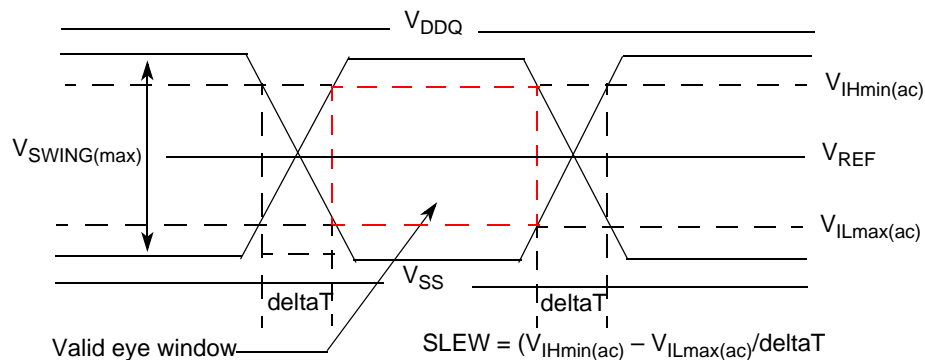 VDDQ
VIHmin(ac)
VSWING(max)
VREF
VILmax(ac)
VSS
deltaT
deltaT
Valid eye window
SLEW = (VIHmin(ac) – VILmax(ac)/deltaT